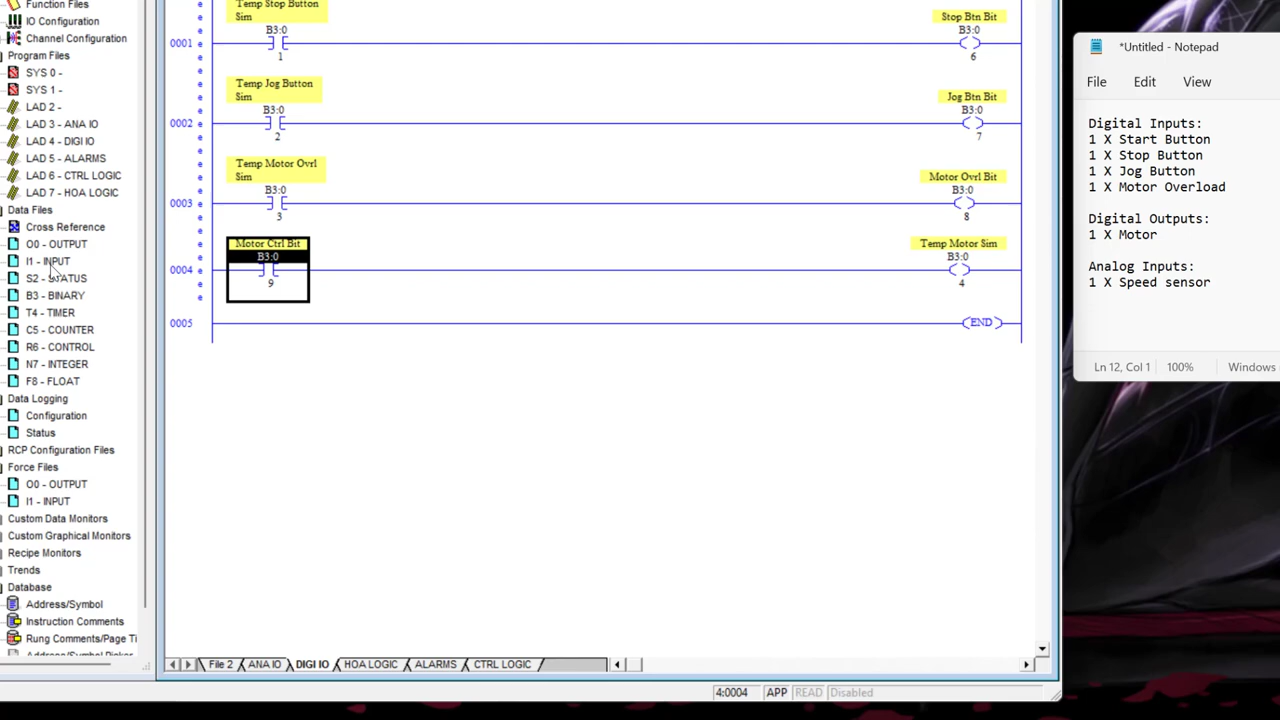 Function Files
IO Configuration
Channel Configuration
Program Files
SYS 0 -
SYS 1 -
LAD 2 -
LAD 3 - ANA IO
LAD 4 - DIGI IO
LAD 5 - ALARMS
LAD 6 - CTRL LOGIC
LAD 7 - HOA LOGIC
Data Files
Cross Reference
O0 - OUTPUT
I1 - INPUT
S2 - STATUS
B3 - BINARY
T4 - TIMER
C5 - COUNTER
R6 - CONTROL
N7 - INTEGER
F8 - FLOAT
Data Logging
Configuration
Status
RCP Configuration Files
Force Files
O0 - OUTPUT
I1 - INPUT
Custom Data Monitors
Custom Graphical Monitors
Recipe Monitors
Trends
Database
Address/Symbol
Instruction Comments
Rung Comments/Page Ti
Address/Symbol Picker
Temp Stop Button
Sim
B3:0
1
Stop Btn Bit
B3:0
6
0001
e
e
e
e
e
Temp Jog Button
Sim
B3:0
2
Jog Btn Bit
B3:0
7
0002
e
e
e
e
e
Temp Motor Ovrl
Sim
B3:0
3
Motor Ovrl Bit
B3:0
8
0003
e
e
e
e
e
Motor Ctrl Bit
B3:0
9
Temp Motor Sim
B3:0
4
0004
e
e
e
e
0005
END
File 2
ANA IO
DIGI IO
HOA LOGIC
ALARMS
CTRL LOGIC
4:0004
APP
READ
Disabled
*Untitled - Notepad
File Edit View
Digital Inputs:
1 X Start Button
1 X Stop Button
1 X Jog Button
1 X Motor Overload
Digital Outputs:
1 X Motor
Analog Inputs:
1 X Speed sensor
Ln 12, Col 1
100%
Windows